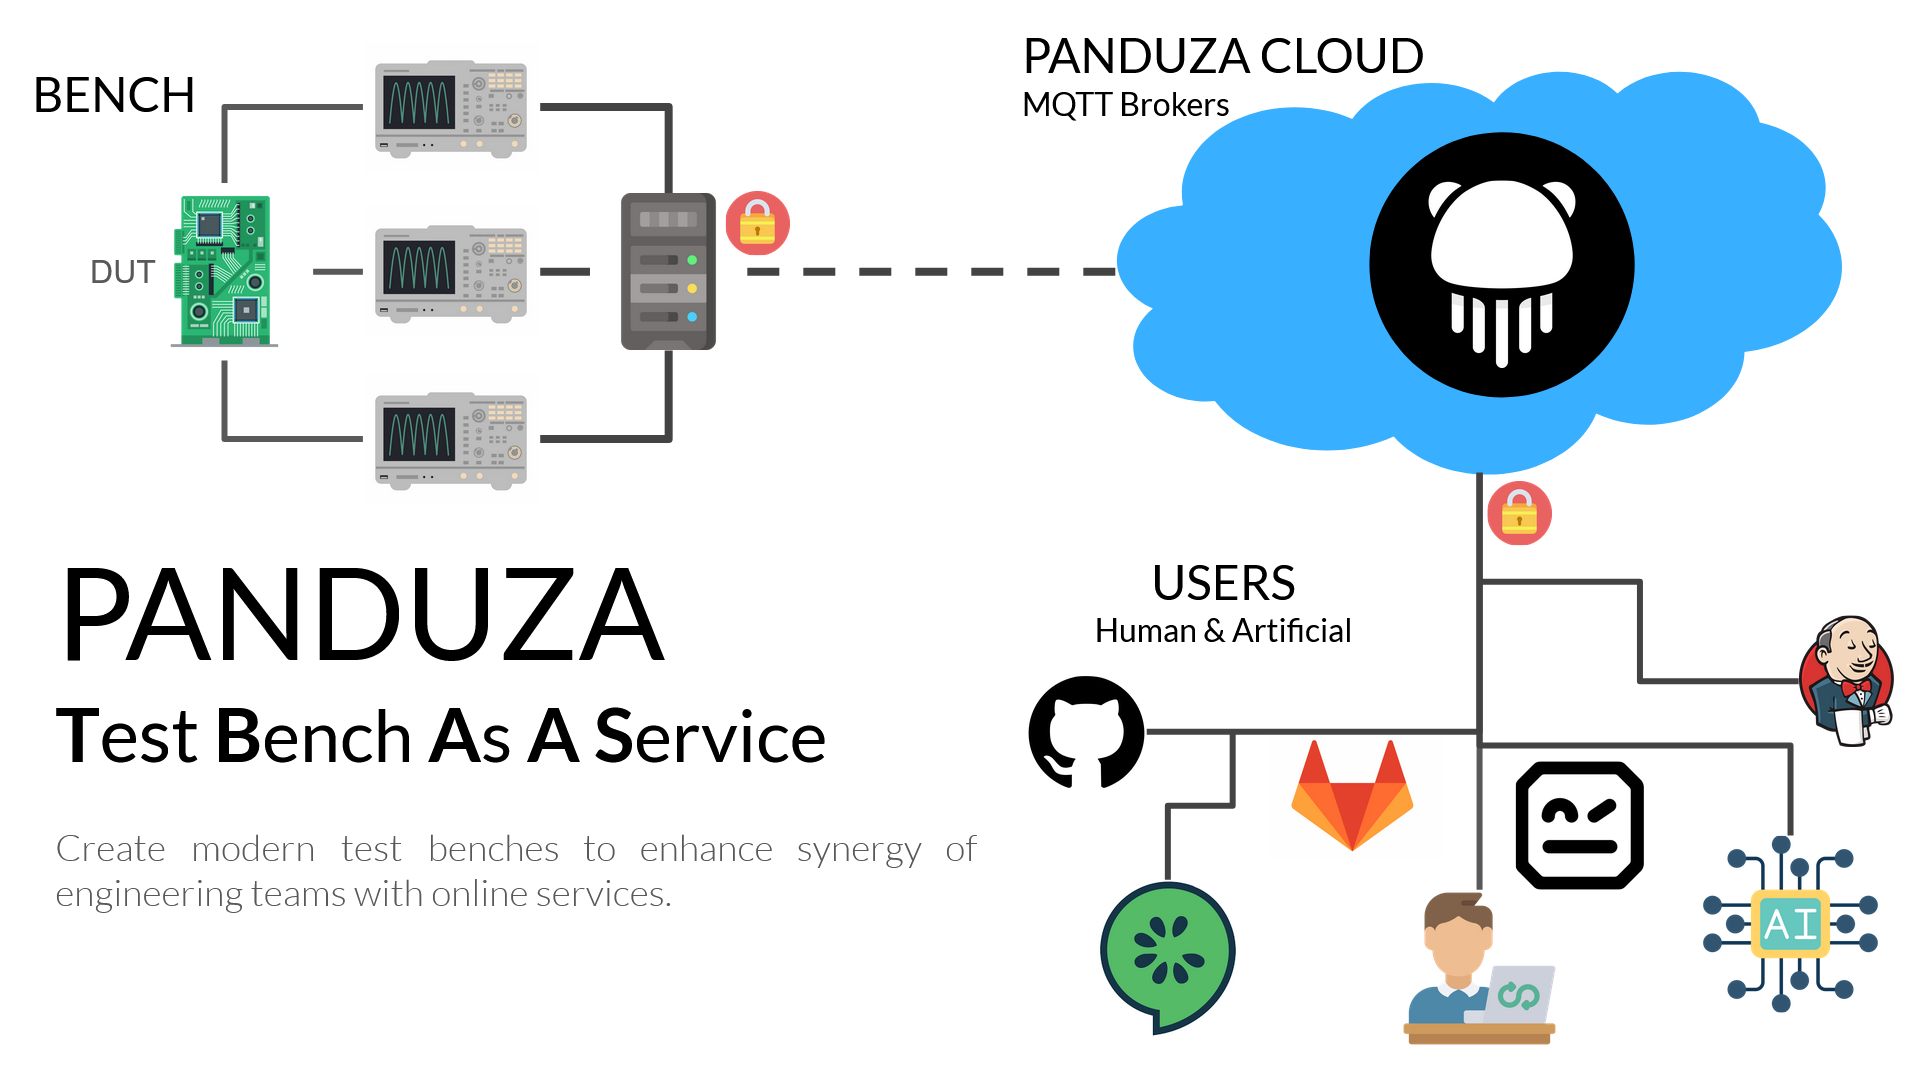 BENCH
DUT
PANDUZA CLOUD
MQTT Brokers
PANDUZA
Test Bench As A Service
Create modern test benches to enhance synergy of
engineering teams with online services.
USERS
Human & Artificial
AI